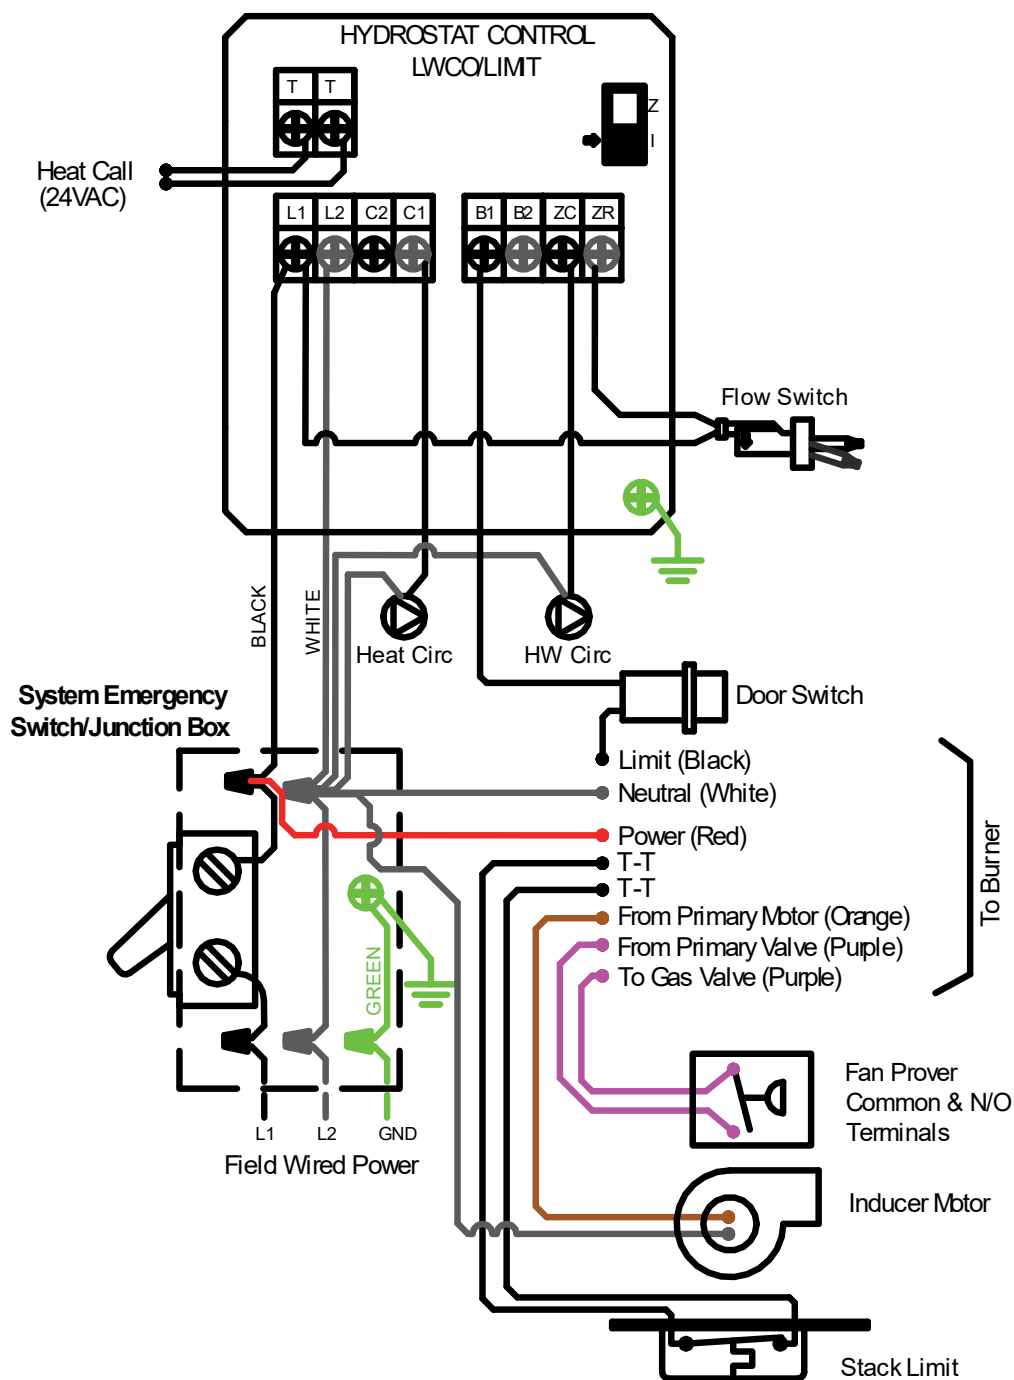 HYDROSTAT CONTROL
LWCO/LIMIT
T T
Z
I
Heat Call
(24VAC)
L1 L2 C2 C1 B1 B2 ZC ZR
Flow Switch
BLACK
WHITE
Heat Circ
HW Circ
System Emergency
Switch/Junction Box
Door Switch
Limit (Black)
Neutral (White)
Power (Red)
T-T
T-T
From Primary Motor (Orange)
From Primary Valve (Purple)
To Gas Valve (Purple)
To Burner
GREEN
L1 L2 GND
Field Wired Power
Fan Prover
Common & N/O
Terminals
Inducer Motor
Stack Limit